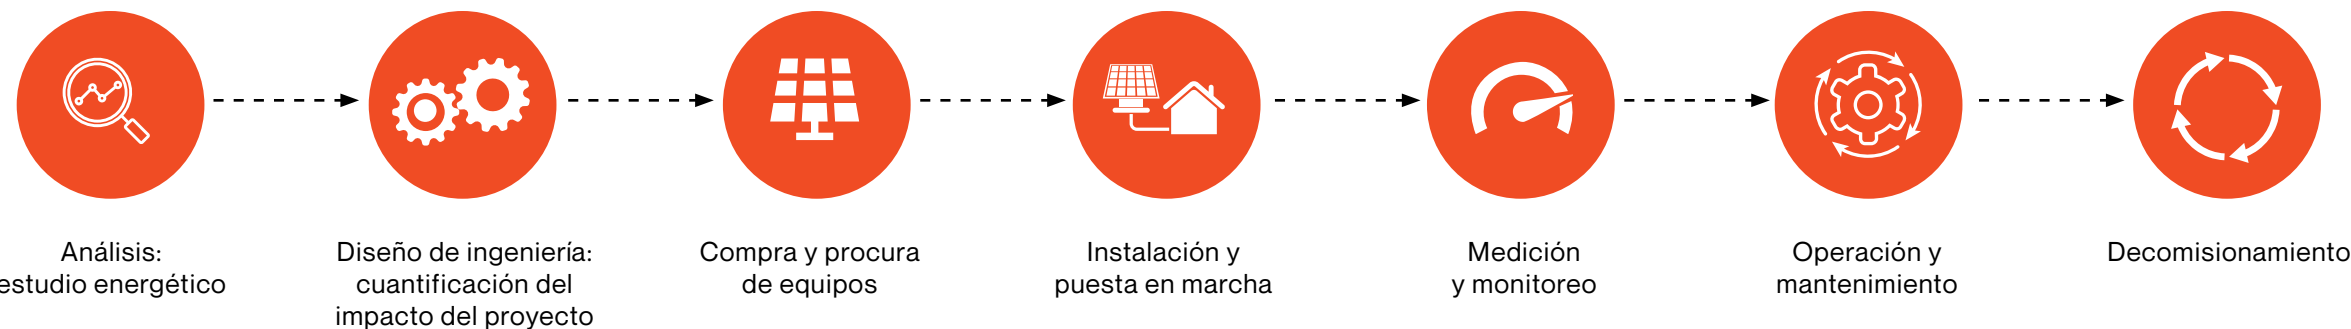 Análisis:
estudio energético
Diseño de ingeniería:
cuantificación del
impacto del proyecto
Compra y procura
de equipos
Instalación y
puesta en marcha
Medición
y monitoreo
Operación y
mantenimiento
Decomisionamiento